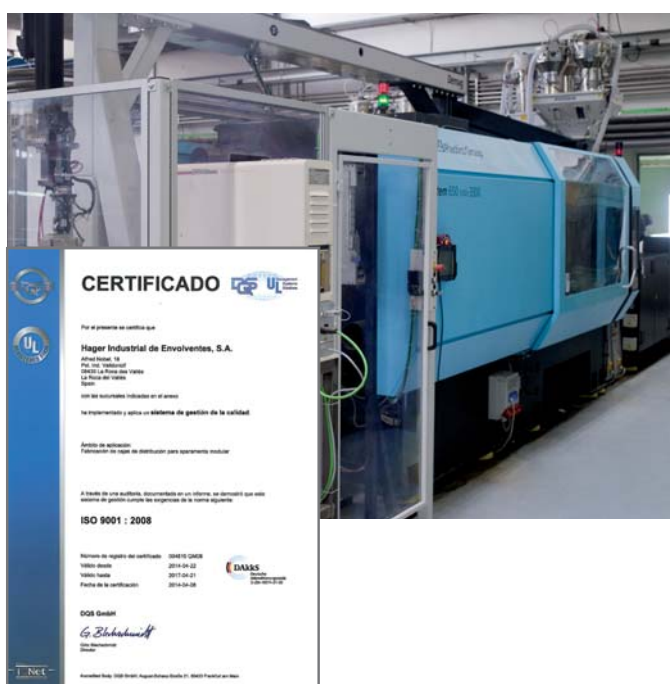 CERTIFICADO
DQS
UL
Por el presente se certifica que
Hager Industrial de Envolventes, S.A.
Alfred Nobel, 18
Pol. Ind. Valldoriolf
08430 La Roca del Vallès
La Roca del Vallès
Spain
con las sucursales indicadas en el anexo
ha implementado y aplica un sistema de gestión de la calidad.
Ámbito de aplicación:
Fabricación de cajas de distribución para aparamenta modular
A través de una auditoría, documentada en un informe, se demostró que este
sistema de gestión cumple las exigencias de la norma siguiente:
ISO 9001 : 2008
Número de registro del certificado
Válido desde 2014-04-22
Válido hasta 2017-04-21
Fecha de la certificación 2014-04-08
DAkkS
DQS GmbH
G. Blechschmidt
Director
Net